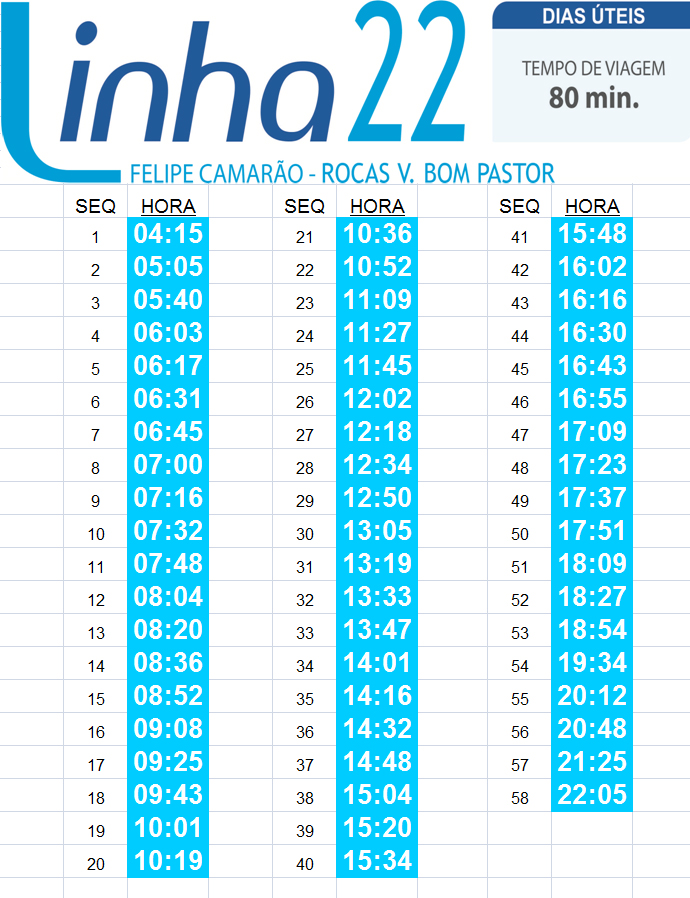 Linha 22
DIAS ÚTEIS
TEMPO DE VIAGEM
80 min.
FELIPE CAMARÃO - ROCAS V. BOM PASTOR
SEQ HORA SEQ HORA SEQ HORA
1 04:15 21 10:36 41 15:48
2 05:05 22 10:52 42 16:02
3 05:40 23 11:09 43 16:16
4 06:03 24 11:27 44 16:30
5 06:17 25 11:45 45 16:43
6 06:31 26 12:02 46 16:55
7 06:45 27 12:18 47 17:09
8 07:00 28 12:34 48 17:23
9 07:16 29 12:50 49 17:37
10 07:32 30 13:05 50 17:51
11 07:48 31 13:19 51 18:09
12 08:04 32 13:33 52 18:27
13 08:20 33 13:47 53 18:54
14 08:36 34 14:01 54 19:34
15 08:52 35 14:16 55 20:12
16 09:08 36 14:32 56 20:48
17 09:25 37 14:48 57 21:25
18 09:43 38 15:04 58 22:05
19 10:01 39 15:20
20 10:19 40 15:34